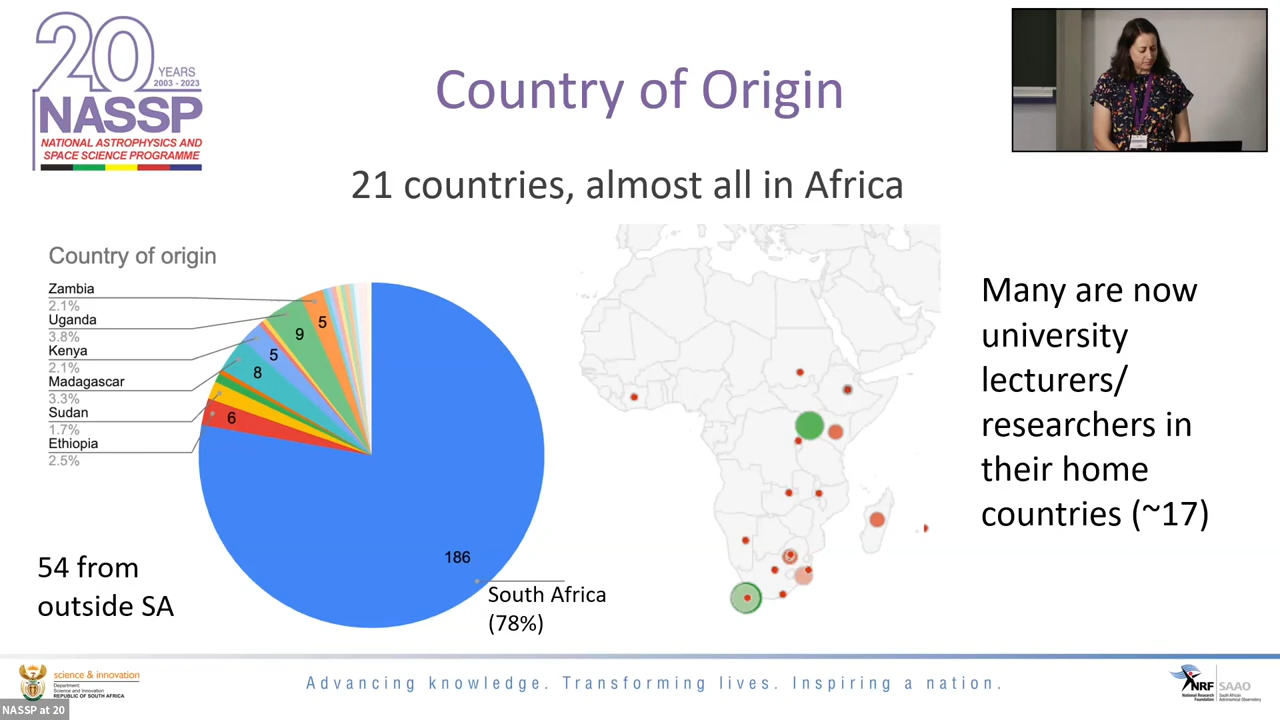 20
YEARS
2003 - 2023
NASSP
NATIONAL ASTROPHYSICS AND
SPACE SCIENCE PROGRAMME
Country of Origin
21 countries, almost all in Africa
Country of origin
Zambia
2.1%
Uganda
3.8%
Kenya
2.1%
Madagascar
3.3%
Sudan
1.7%
Ethiopia
2.5%
5
9
5
8
6
186
South Africa
(78%)
54 from
outside SA
Many are now
university
lecturers/
researchers in
their home
countries (~17)
science & innovation
Department:
Science and Innovation
REPUBLIC OF SOUTH AFRICA
Advancing knowledge. Transforming lives. Inspiring a nation.
NRF
National Research
Foundation
SAAO
South African
Astronomical Observatory
NASSP at 20